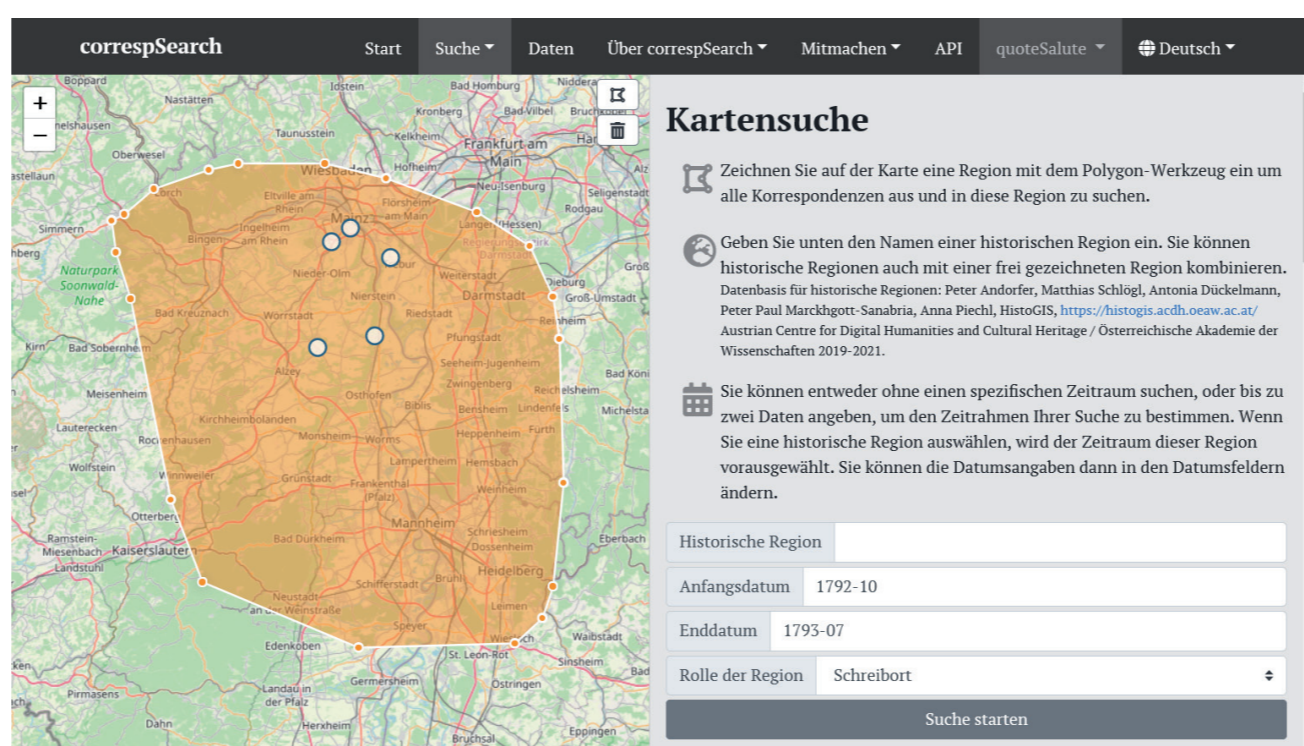 correspSearch
Start
Suche
Daten
Über correspSearch
Mitmachen
API
quoteSalute
Deutsch
+
−
Boppard
Nastätten
Idstein
Bad Homburg
Kronberg
Bad Vilbel
Taunusstein
Kelkheim
Frankfurt am
Main
Oberwesel
Wiesbaden
Hofheim
Neu-Isenburg
Seligenstadt
Lorch
Eltville am
Rhein
Flörsheim
am Main
Mainz
Rodgau
Langen (Hessen)
Simmern
Ingelheim
am Rhein
Bingen
Naturpark
Soonwald-
Nahe
Nieder-Olm
Weiterstadt
Dieburg
Nierstein
Darmstadt
Groß-Umstadt
Bad Kreuznach
Wörrstadt
Riedstadt
Reinheim
Pfungstadt
Kirn
Bad Sobernheim
Alzey
Seeheim-Jugenheim
Zwingenberg
Meisenheim
Osthofen
Biblis
Bensheim
Lindenfels
Reichelsheim
Kirchheimbolanden
Lauterecken
Rockenhausen
Monsheim
Worms
Heppenheim
Fürth
Wolfstein
Winnweiler
Grünstadt
Lampertheim
Hemsbach
Frankenthal
(Pfalz)
Weinheim
Otterberg
Mannheim
Schriesheim
Dossenheim
Ramstein-
Miesenbach
Kaiserslautern
Bad Dürkheim
Eberbach
Landstuhl
Schifferstadt
Brühl
Heidelberg
Neustadt
an der Weinstraße
Leimen
Speyer
Wiesloch
Waibstadt
Edenkoben
St. Leon-Rot
Sinsheim
Germersheim
Östringen
Pirmasens
Landau in
der Pfalz
Dahn
Herxheim
Bruchsal
Eppingen
Kartensuche
Zeichnen Sie auf der Karte eine Region mit dem Polygon-Werkzeug ein um
alle Korrespondenzen aus und in diese Region zu suchen.
Geben Sie unten den Namen einer historischen Region ein. Sie können
historische Regionen auch mit einer frei gezeichneten Region kombinieren.
Datenbasis für historische Regionen: Peter Andorfer, Matthias Schlögl, Antonia Dückelmann,
Peter Paul Marckhgott-Sanabria, Anna Piechl, HistoGIS, https://histogis.acdh.oeaw.ac.at/
Austrian Centre for Digital Humanities and Cultural Heritage / Österreichische Akademie der
Wissenschaften 2019-2021.
Sie können entweder ohne einen spezifischen Zeitraum suchen, oder bis zu
zwei Daten angeben, um den Zeitrahmen Ihrer Suche zu bestimmen. Wenn
Sie eine historische Region auswählen, wird der Zeitraum dieser Region
vorausgewählt. Sie können die Datumsangaben dann in den Datumsfeldern
ändern.
Historische Region
Anfangsdatum 1792-10
Enddatum 1793-07
Rolle der Region Schreibort
Suche starten